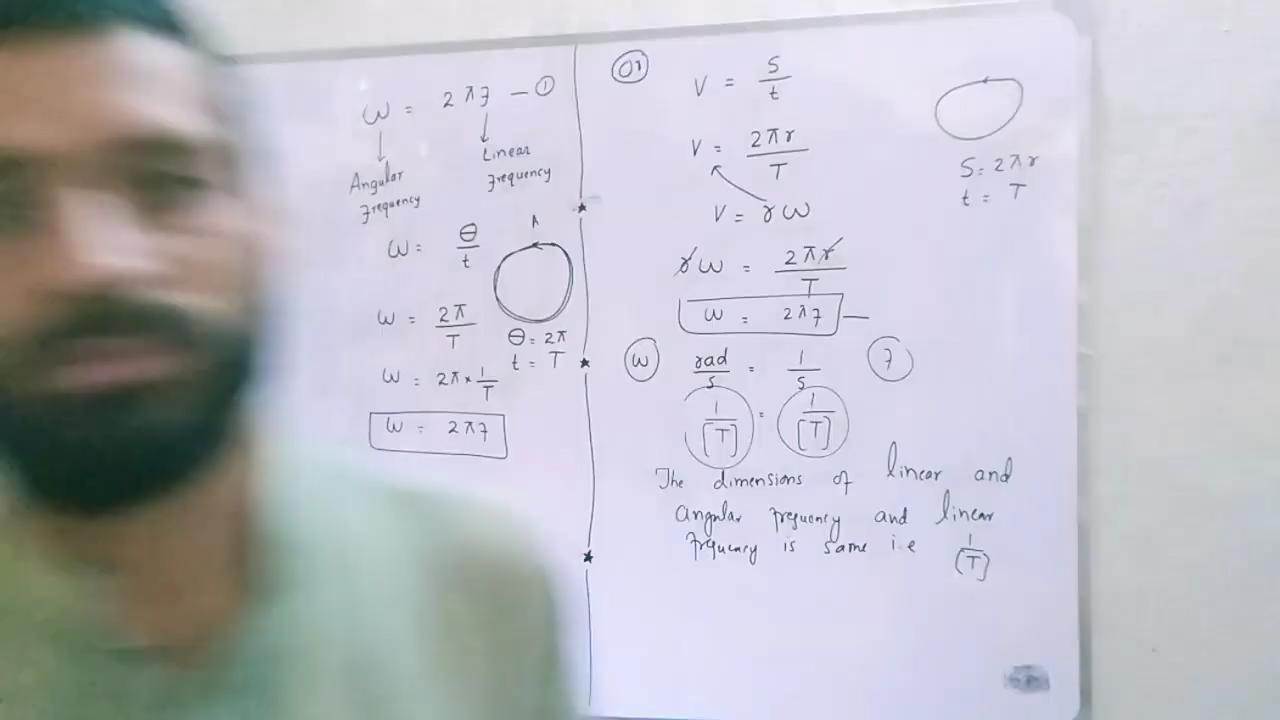 ω = 2πf — ①
Angular
Frequency
Linear
Frequency
ω = θ/t
A
ω = 2π/T
θ = 2π
t = T
ω = 2π × 1/T
ω = 2πf
Or
V = S/t
V = 2πr/T
S = 2πr
t = T
V = rω
rω = 2πr/T
ω = 2πf —
ω rad/s = 1/s f
1/[T] = 1/[T]
The dimensions of linear and
angular frequency and linear
frequency is same i.e 1/[T]